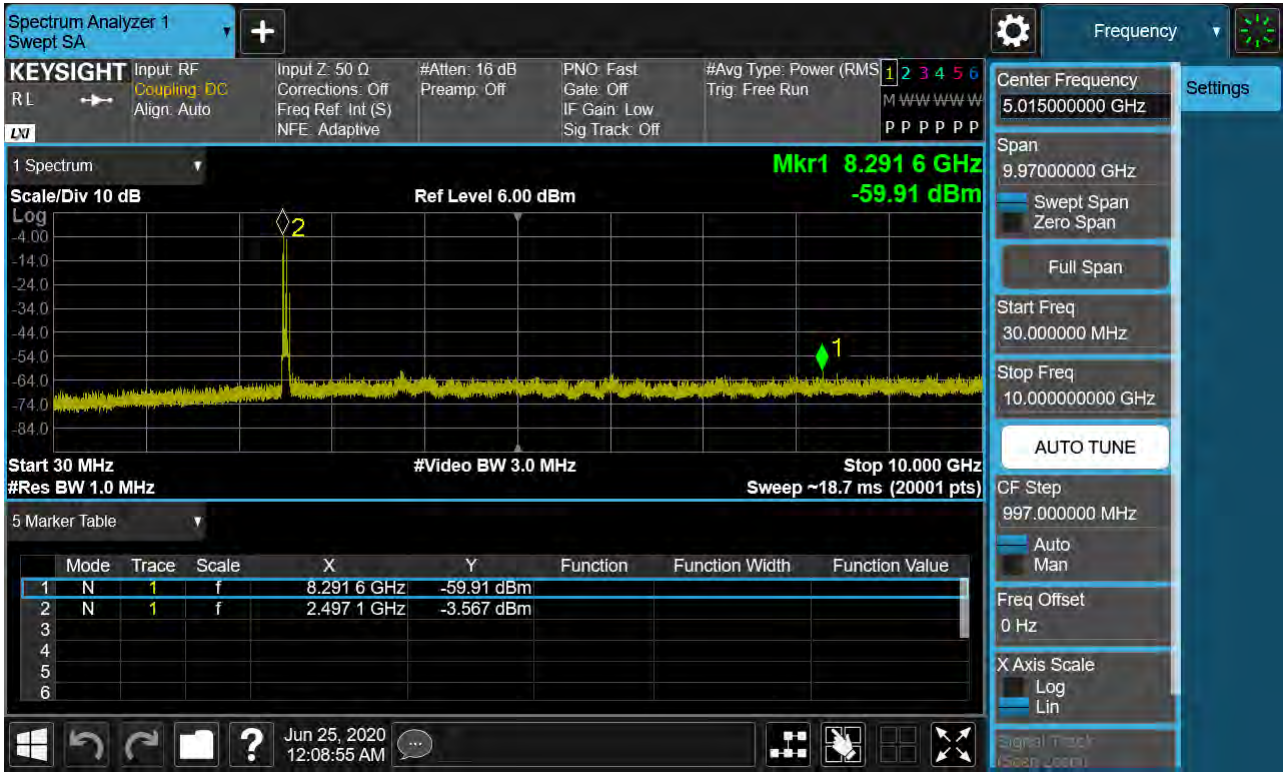 Spectrum Analyzer 1
Swept SA
Frequency
KEYSIGHT
RL
LXI
Input: RF
Coupling: DC
Align: Auto
Input Z: 50 Ω
Corrections: Off
Freq Ref: Int (S)
NFE: Adaptive
#Atten: 16 dB
Preamp: Off
PNO: Fast
Gate: Off
IF Gain: Low
Sig Track: Off
#Avg Type: Power (RMS
Trig: Free Run
1 2 3 4 5 6
M W W W W W
P P P P P P
1 Spectrum
Mkr1 8.291 6 GHz
-59.91 dBm
Scale/Div 10 dB
Ref Level 6.00 dBm
Log
-4.00
-14.0
-24.0
-34.0
-44.0
-54.0
-64.0
-74.0
-84.0
2
1
Start 30 MHz
#Video BW 3.0 MHz
Stop 10.000 GHz
#Res BW 1.0 MHz
Sweep ~18.7 ms (20001 pts)
5 Marker Table
Mode Trace Scale X Y Function Function Width Function Value
1 N 1 f 8.291 6 GHz -59.91 dBm
2 N 1 f 2.497 1 GHz -3.567 dBm
3
4
5
6
Jun 25, 2020
12:08:55 AM
Center Frequency
5.015000000 GHz
Settings
Span
9.97000000 GHz
Swept Span
Zero Span
Full Span
Start Freq
30.000000 MHz
Stop Freq
10.000000000 GHz
AUTO TUNE
CF Step
997.000000 MHz
Auto
Man
Freq Offset
0 Hz
X Axis Scale
Log
Lin
Signal Track
(Span Zoom)